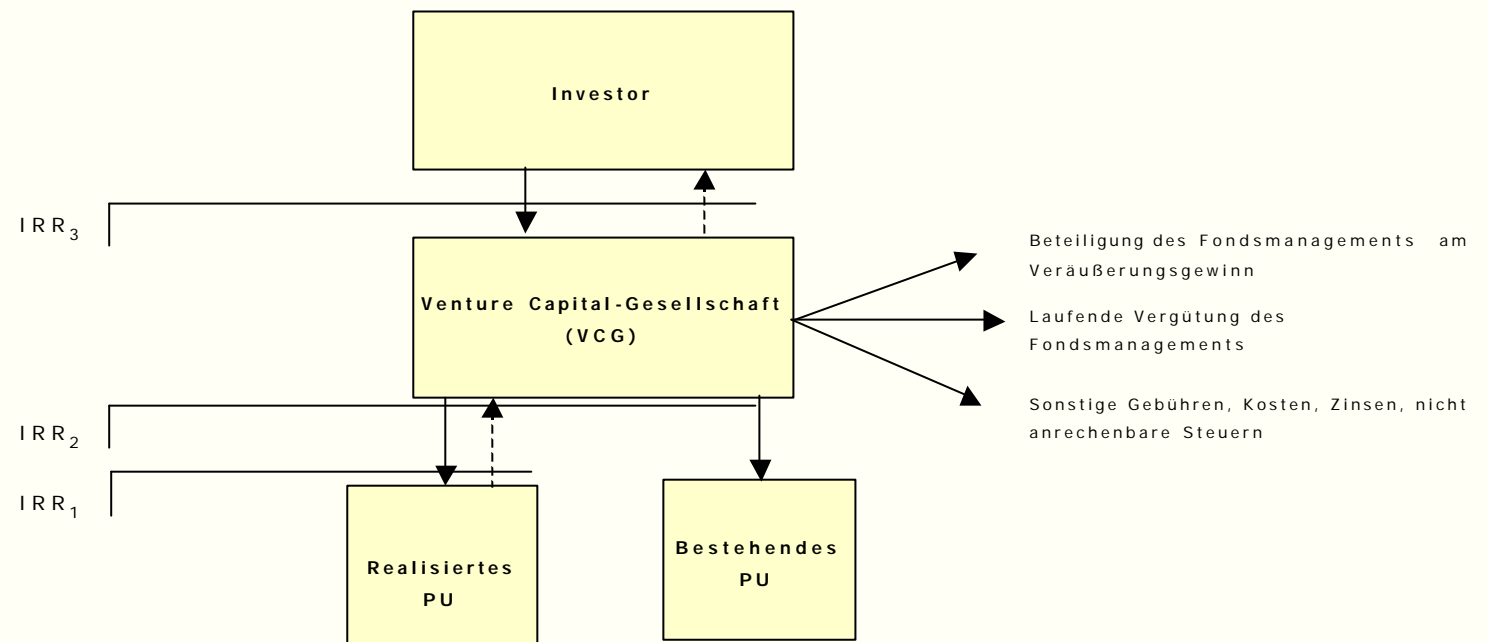 Investor
IRR3
Venture Capital-Gesellschaft
(VCG)
Beteiligung des Fondsmanagements am
Veräußerungsgewinn
Laufende Vergütung des
Fondsmanagements
Sonstige Gebühren, Kosten, Zinsen, nicht
anrechenbare Steuern
IRR2
IRR1
Realisiertes
PU
Bestehendes
PU